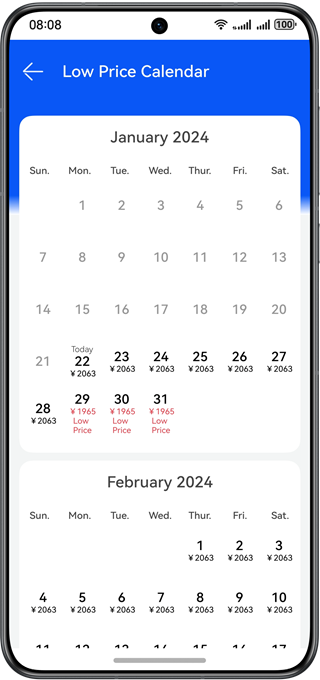 08:08
100
Low Price Calendar
January 2024
Sun. Mon. Tue. Wed. Thur. Fri. Sat.
1 2 3 4 5 6
7 8 9 10 11 12 13
14 15 16 17 18 19 20
Today
21 22 23 24 25 26 27
¥ 2063 ¥ 2063 ¥ 2063 ¥ 2063 ¥ 2063 ¥ 2063
28 29 30 31
¥ 2063 ¥ 1965 ¥ 1965 ¥ 1965
Low Low Low
Price Price Price
February 2024
Sun. Mon. Tue. Wed. Thur. Fri. Sat.
1 2 3
¥ 2063 ¥ 2063 ¥ 2063
4 5 6 7 8 9 10
¥ 2063 ¥ 2063 ¥ 2063 ¥ 2063 ¥ 2063 ¥ 2063 ¥ 2063